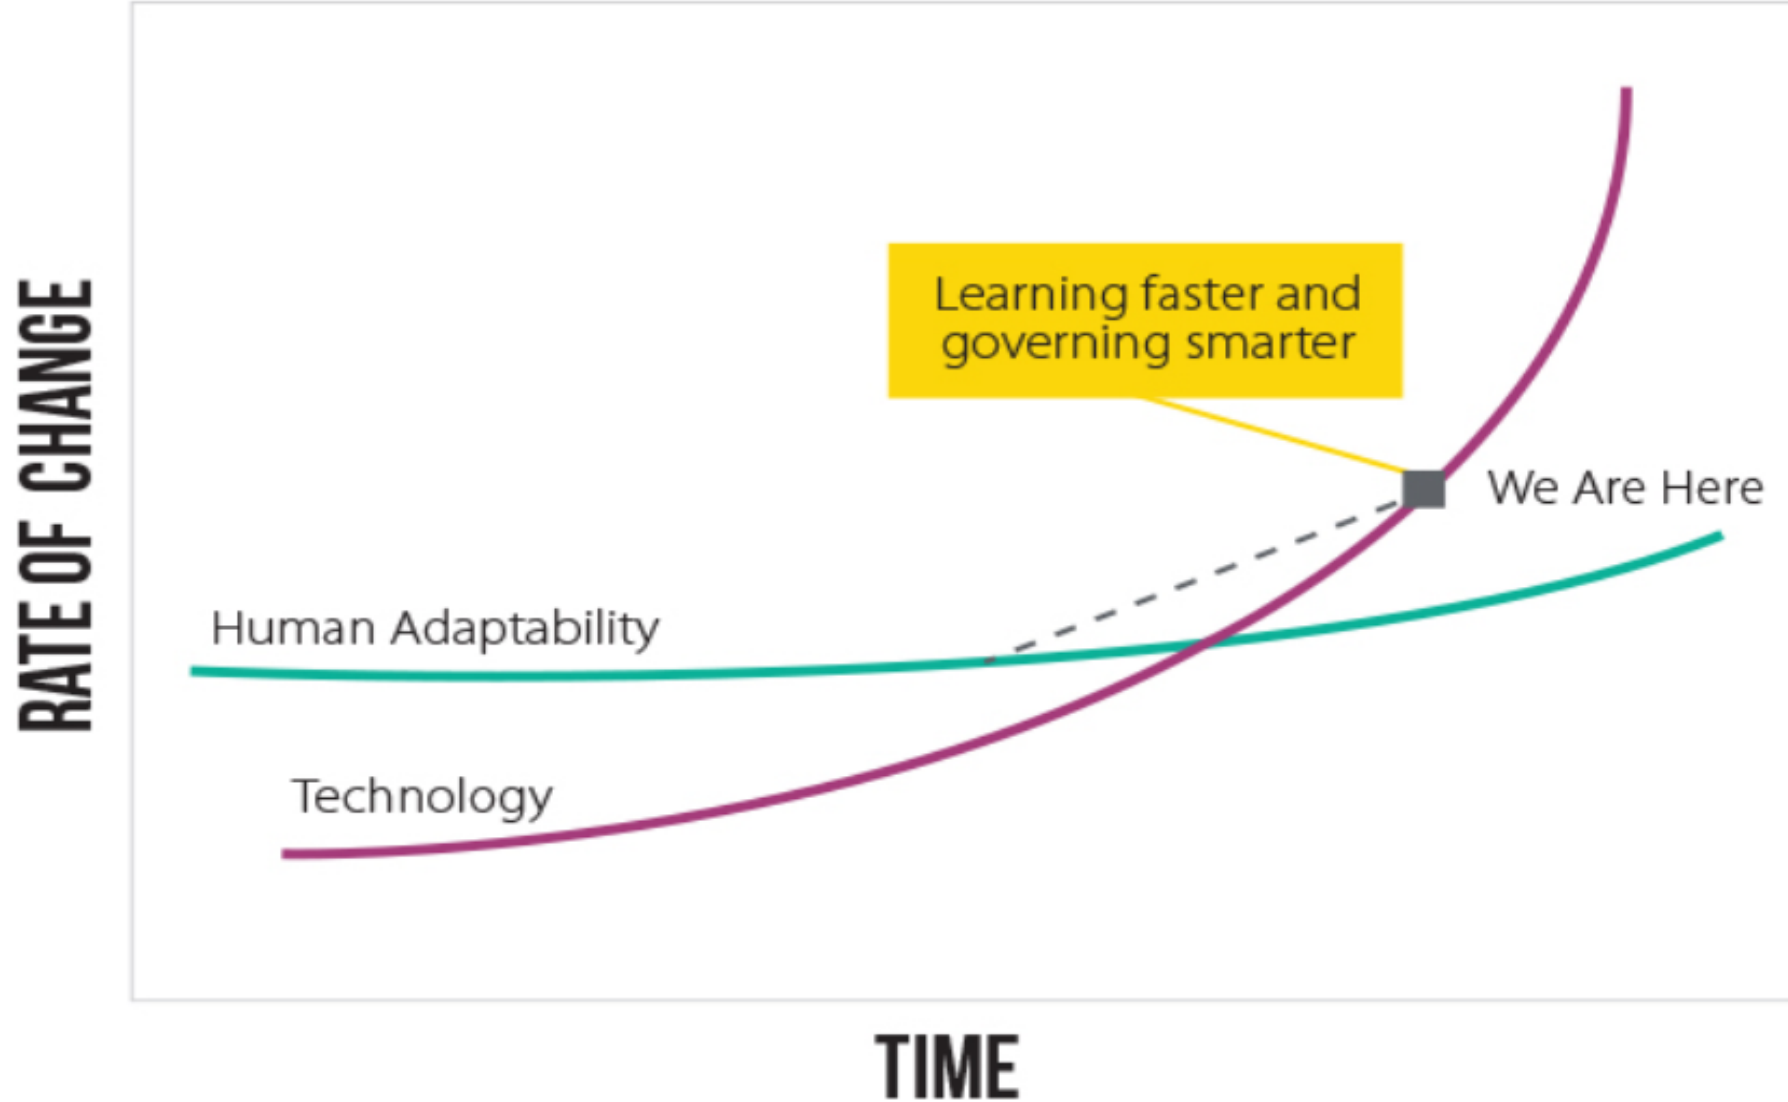 RATE OF CHANGE
Learning faster and
governing smarter
We Are Here
Human Adaptability
Technology
TIME